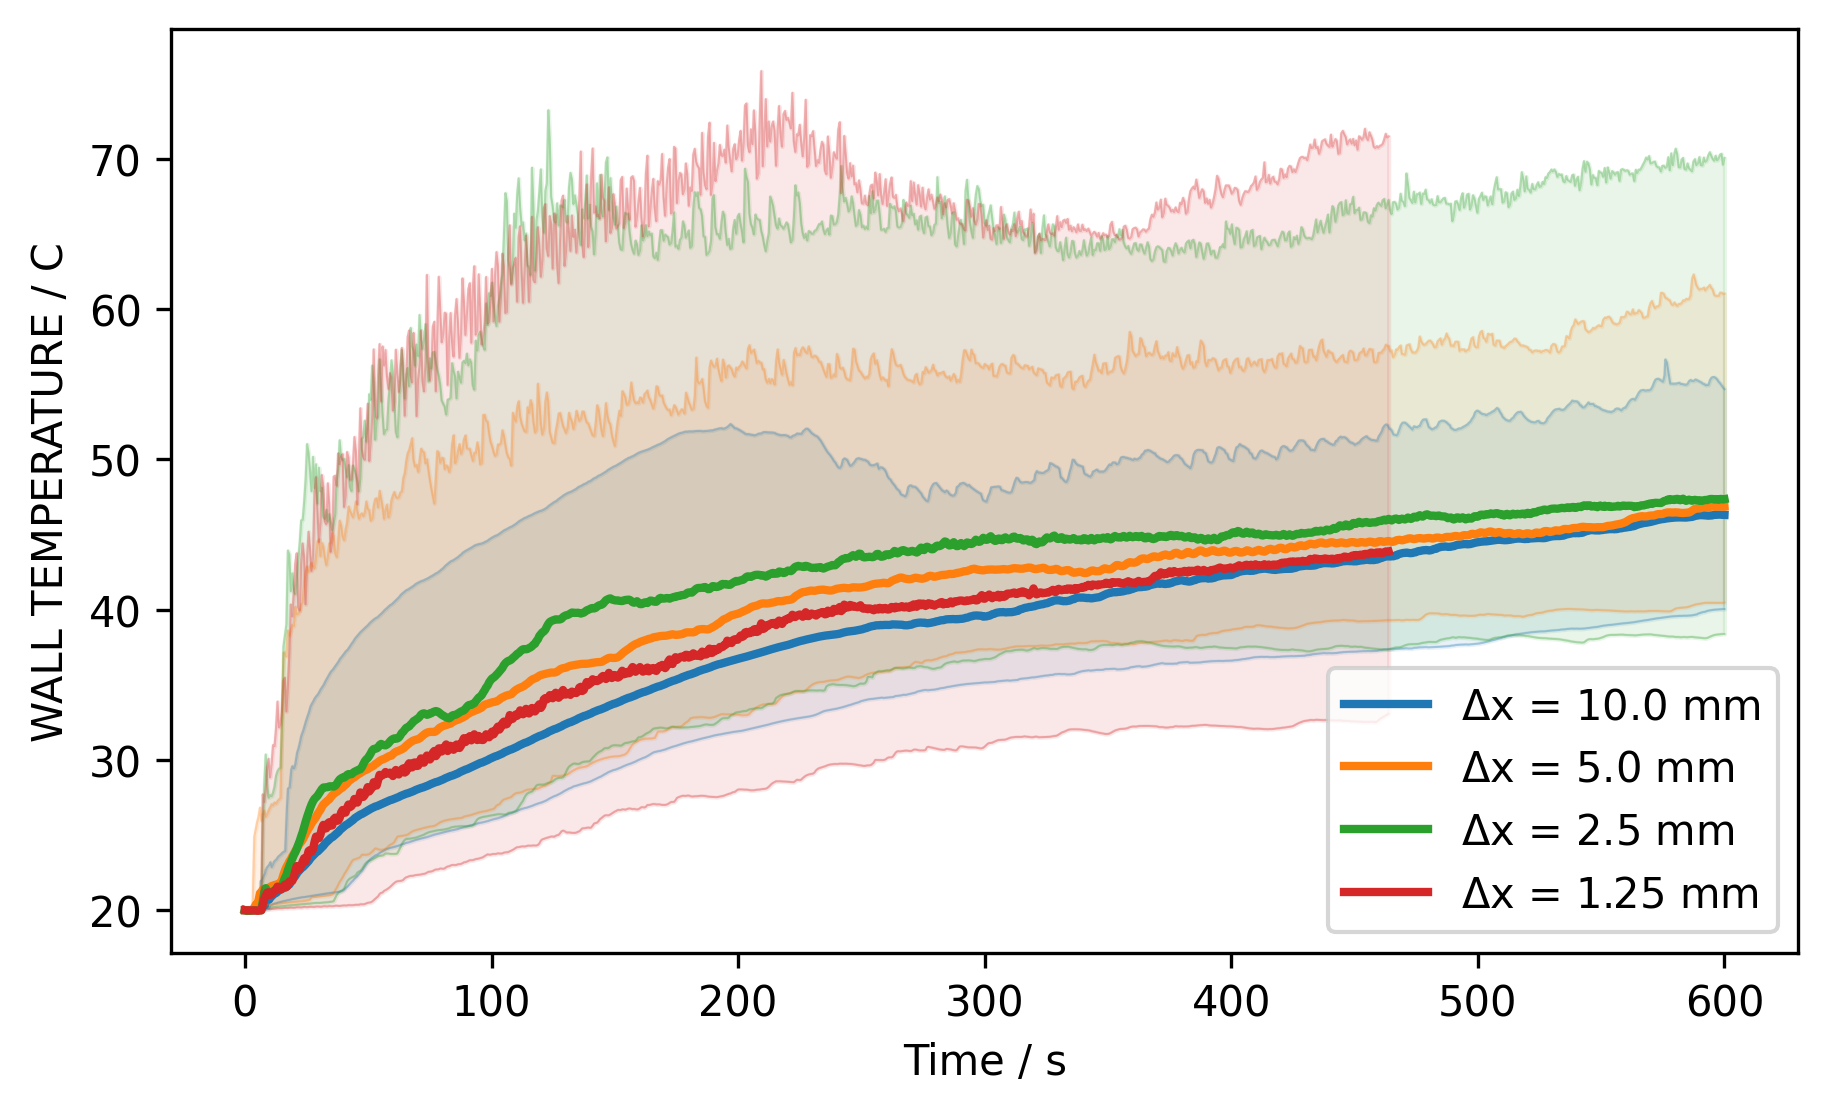 WALL TEMPERATURE / C
70
60
50
40
30
20
0 100 200 300 400 500 600
Time / s
Δx = 10.0 mm
Δx = 5.0 mm
Δx = 2.5 mm
Δx = 1.25 mm